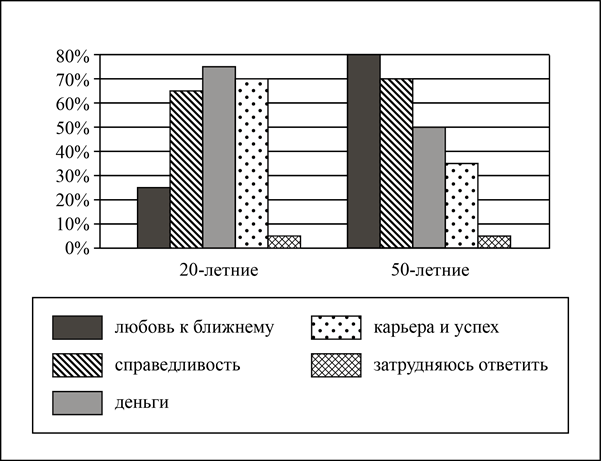 80%
70%
60%
50%
40%
30%
20%
10%
0%
20-летние 50-летние
любовь к ближнему карьера и успех
справедливость затрудняюсь ответить
деньги